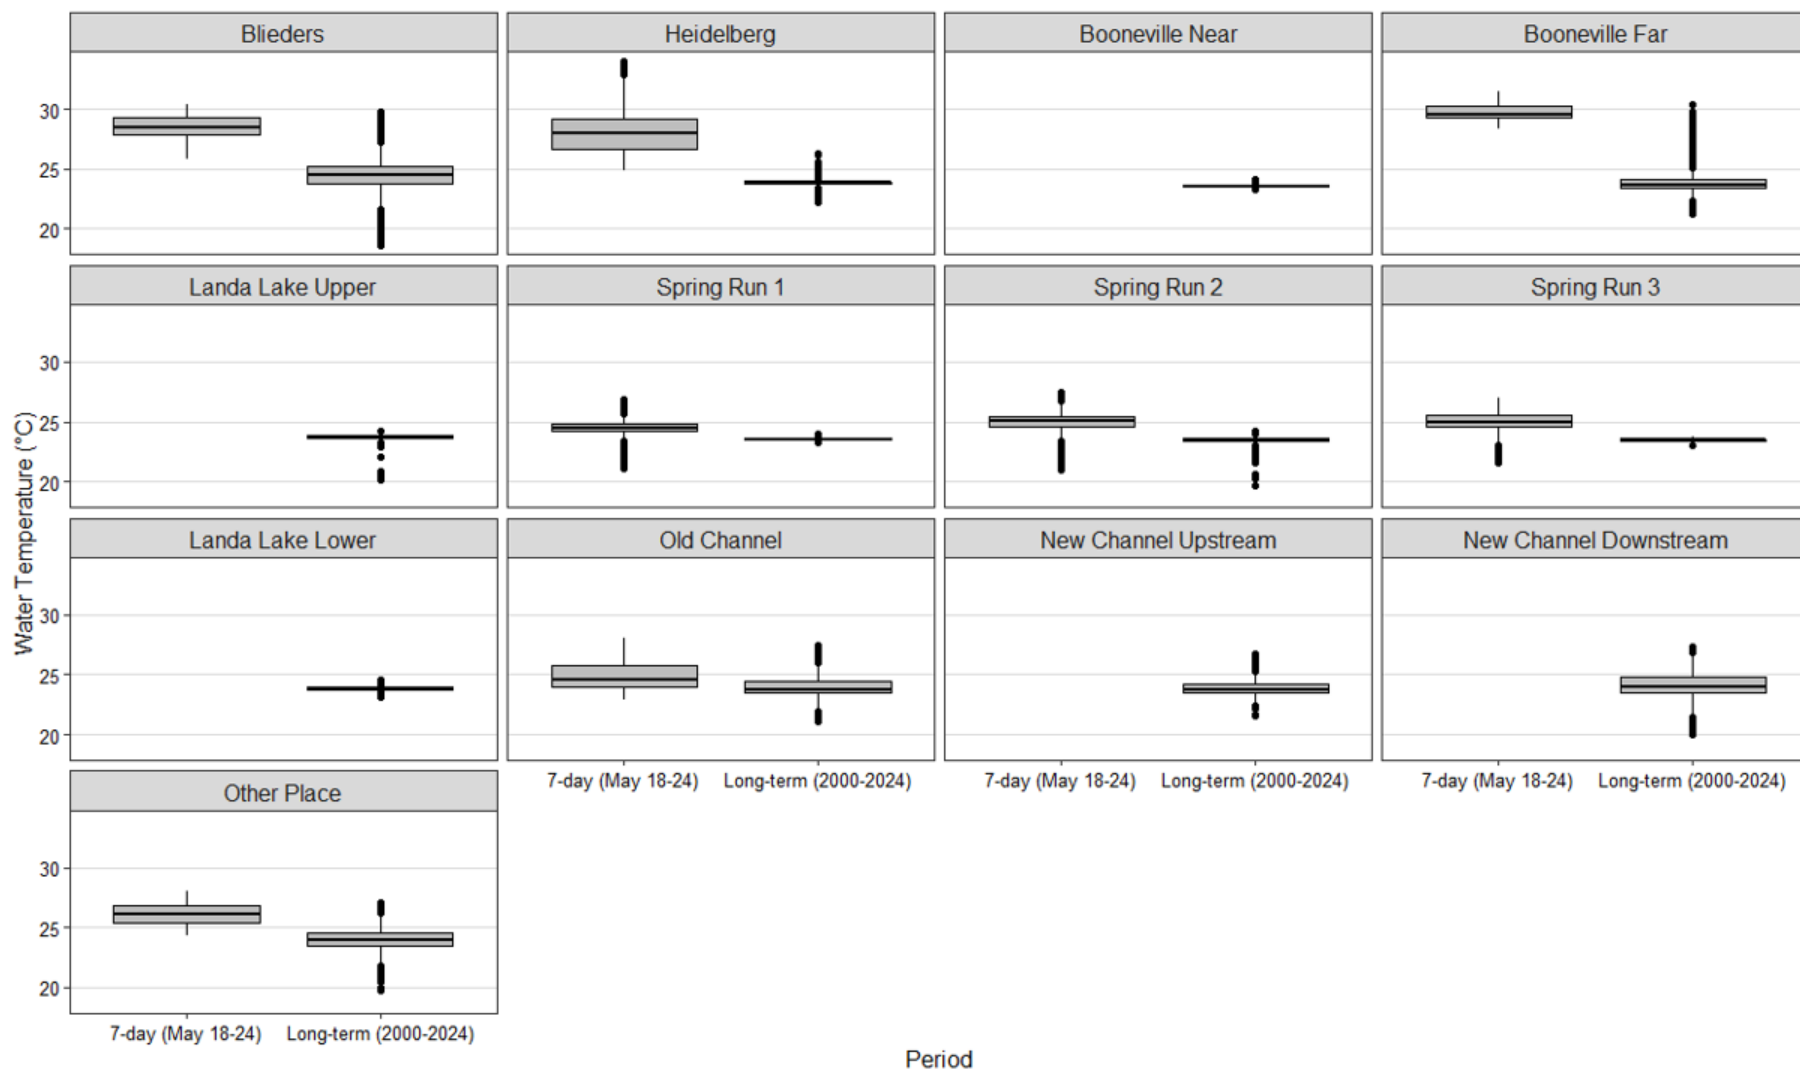 Blieders
Heidelberg
Booneville Near
Booneville Far
30
25
20
Landa Lake Upper
Spring Run 1
Spring Run 2
Spring Run 3
30
25
20
Landa Lake Lower
Old Channel
New Channel Upstream
New Channel Downstream
30
25
20
7-day (May 18-24)
Long-term (2000-2024)
7-day (May 18-24)
Long-term (2000-2024)
7-day (May 18-24)
Long-term (2000-2024)
Other Place
30
25
20
7-day (May 18-24)
Long-term (2000-2024)
Water Temperature (°C)
Period